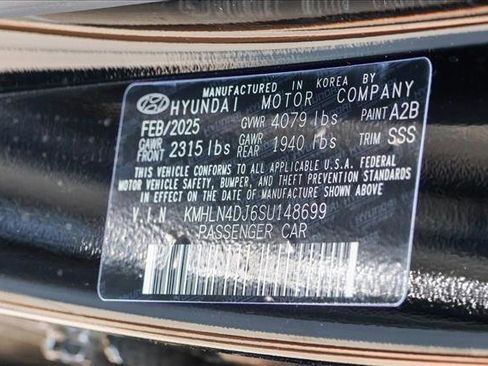 MANUFACTURED IN KOREA BY
HYUNDAI MOTOR COMPANY
FEB/2025 GVWR 4079 lbs PAINT A2B
GAWR FRONT 2315 lbs GAWR REAR 1940 lbs TRIM SSS
THIS VEHICLE CONFORMS TO ALL APPLICABLE U.S.A. FEDERAL
MOTOR VEHICLE SAFETY, BUMPER, AND THEFT PREVENTION STANDARDS
IN EFFECT ON THE DATE OF MANUFACTURE SHOWN ABOVE.
V.I.N KMHLN4DJ6SU148699
PASSENGER CAR